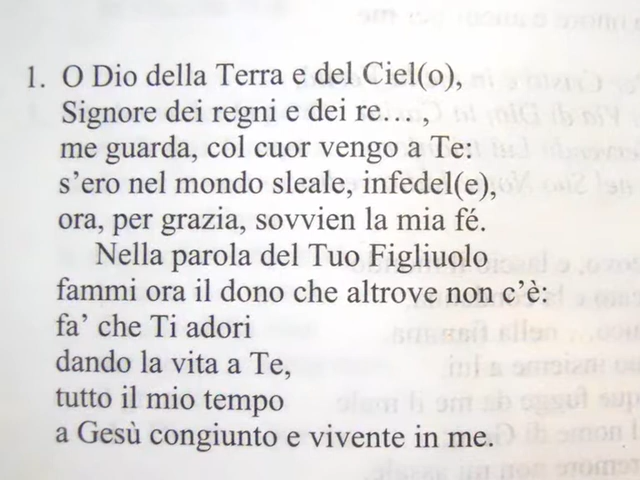 1. O Dio della Terra e del Ciel(o),
Signore dei regni e dei re…,
me guarda, col cuor vengo a Te:
s'ero nel mondo sleale, infedel(e),
ora, per grazia, sovvien la mia fé.
Nella parola del Tuo Figliuolo
fammi ora il dono che altrove non c'è:
fa' che Ti adori
dando la vita a Te,
tutto il mio tempo
a Gesù congiunto e vivente in me.